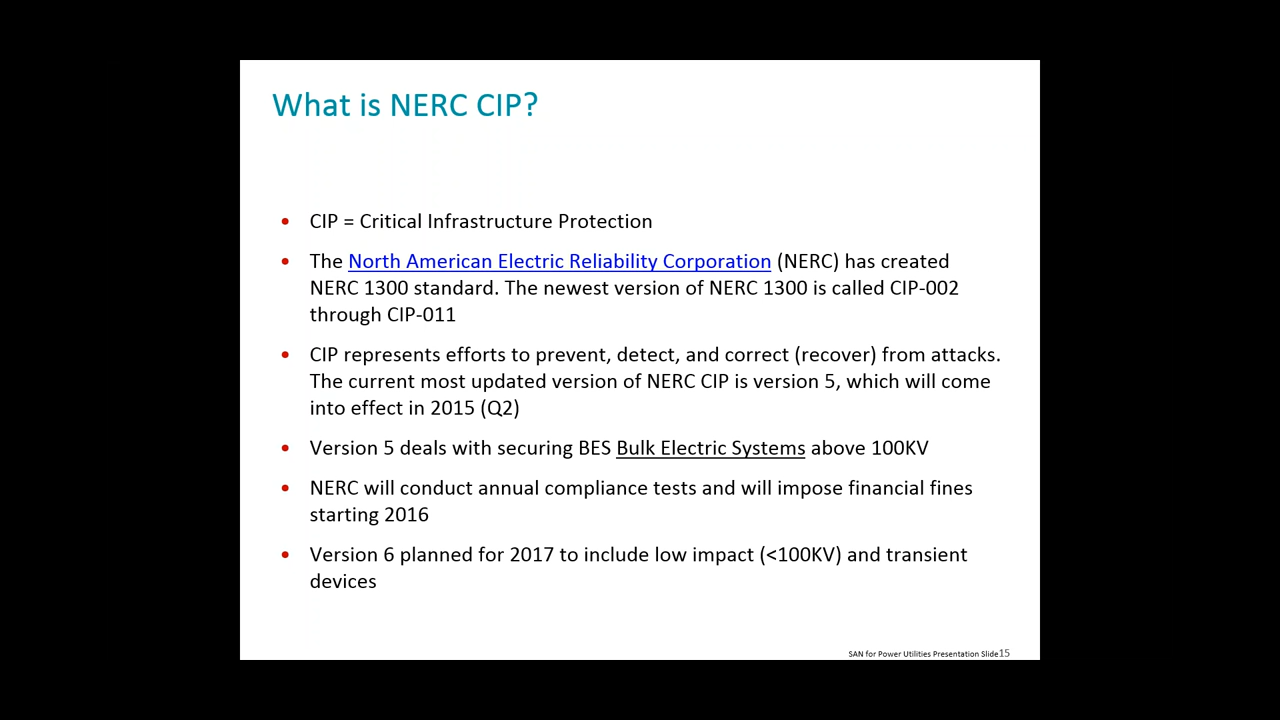 What is NERC CIP?
• CIP = Critical Infrastructure Protection
• The North American Electric Reliability Corporation (NERC) has created
NERC 1300 standard. The newest version of NERC 1300 is called CIP-002
through CIP-011
• CIP represents efforts to prevent, detect, and correct (recover) from attacks.
The current most updated version of NERC CIP is version 5, which will come
into effect in 2015 (Q2)
• Version 5 deals with securing BES Bulk Electric Systems above 100KV
• NERC will conduct annual compliance tests and will impose financial fines
starting 2016
• Version 6 planned for 2017 to include low impact (<100KV) and transient
devices
SAN for Power Utilities Presentation Slide15